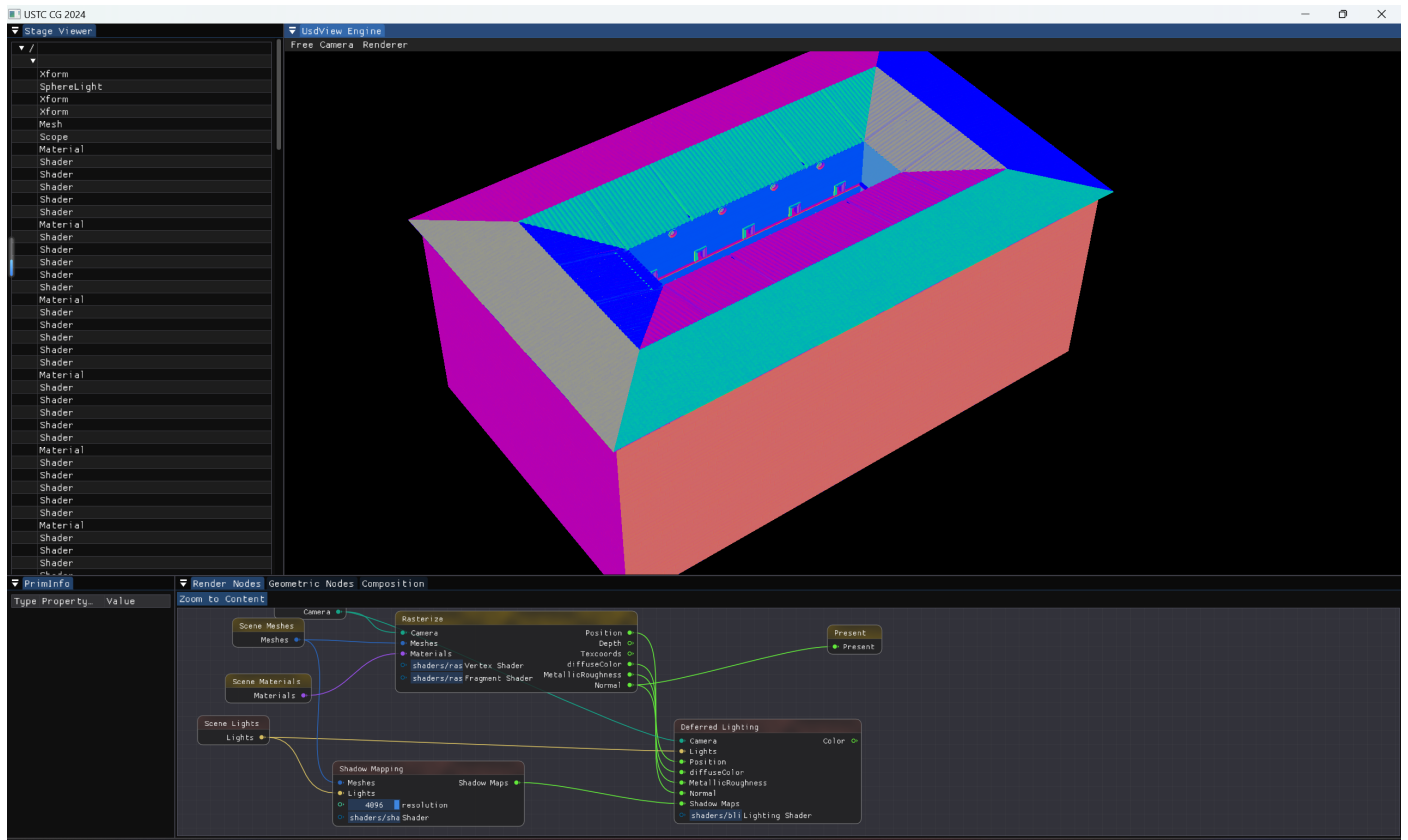 USTC CG 2024
Stage Viewer
/
Xform
SphereLight
Xform
Xform
Mesh
Scope
Material
Shader
Shader
Shader
Shader
Shader
Material
Shader
Shader
Shader
Shader
Shader
Material
Shader
Shader
Shader
Shader
Shader
Material
Shader
Shader
Shader
Shader
Shader
Material
Shader
Shader
Shader
Shader
Shader
Material
Shader
Shader
Shader
UsdView Engine
Free Camera Renderer
PrimInfo
Type Property… Value
Render Nodes Geometric Nodes Composition
Zoom to Content
Camera
Scene Meshes
Meshes
Scene Materials
Materials
Scene Lights
Lights
Rasterize
Camera Position
Meshes Depth
Materials Texcoords
shaders/ras Vertex Shader diffuseColor
shaders/ras Fragment Shader MetallicRoughness
Normal
Present
Present
Shadow Mapping
Meshes Shadow Maps
Lights
4096 resolution
shaders/sha Shader
Deferred Lighting
Camera Color
Lights
Position
diffuseColor
MetallicRoughness
Normal
Shadow Maps
shaders/bli Lighting Shader